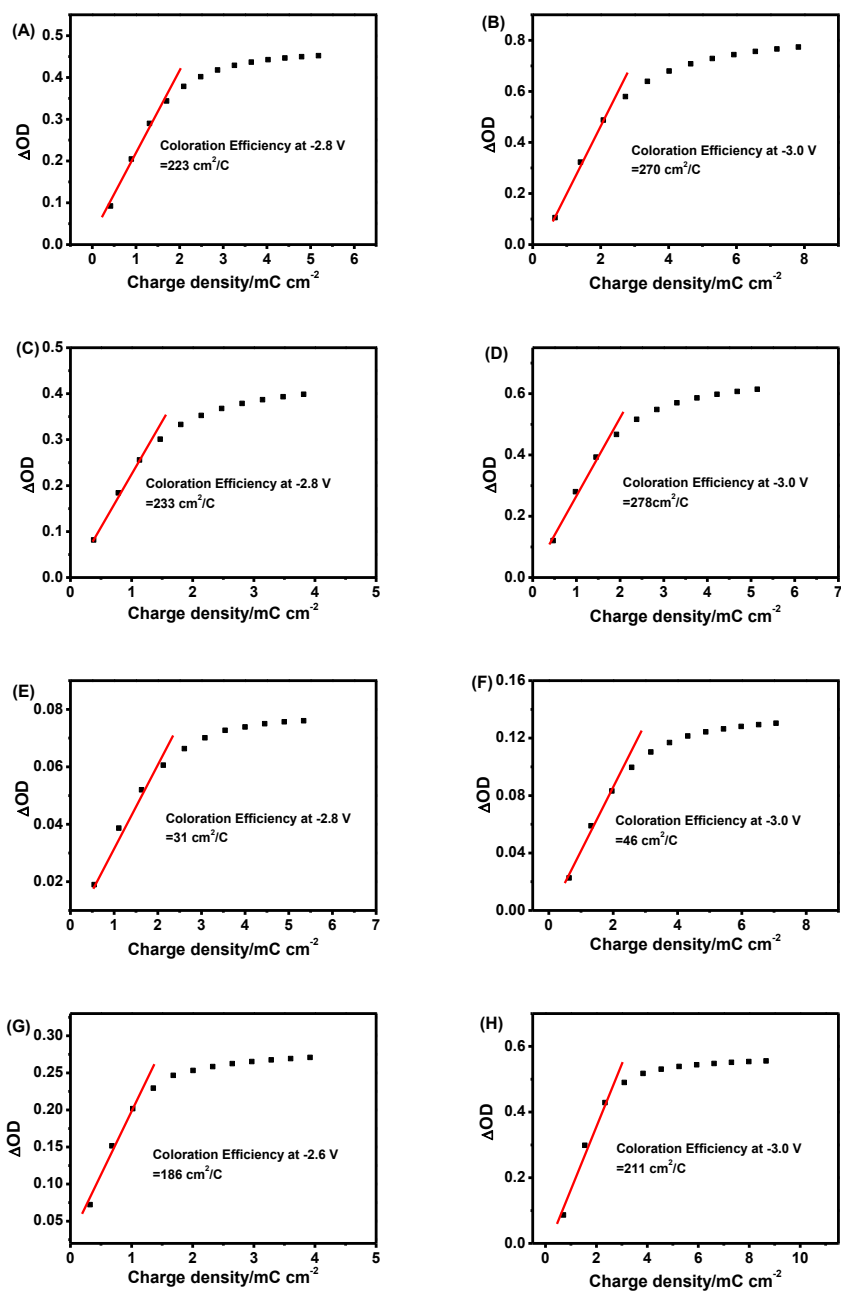 (A)
0.5
0.4
0.3
0.2
0.1
0.0
ΔOD
Coloration Efficiency at -2.8 V
=223 cm²/C
0 1 2 3 4 5 6
Charge density/mC cm⁻²
(B)
0.8
0.6
0.4
0.2
0.0
ΔOD
Coloration Efficiency at -3.0 V
=270 cm²/C
0 2 4 6 8
Charge density/mC cm⁻²
(C)
0.5
0.4
0.3
0.2
0.1
0.0
ΔOD
Coloration Efficiency at -2.8 V
=233 cm²/C
0 1 2 3 4 5
Charge density/mC cm⁻²
(D)
0.6
0.4
0.2
0.0
ΔOD
Coloration Efficiency at -3.0 V
=278cm²/C
0 1 2 3 4 5 6 7
Charge density/mC cm⁻²
(E)
0.08
0.06
0.04
0.02
ΔOD
Coloration Efficiency at -2.8 V
=31 cm²/C
0 1 2 3 4 5 6 7
Charge density/mC cm⁻²
(F)
0.16
0.12
0.08
0.04
0.00
ΔOD
Coloration Efficiency at -3.0 V
=46 cm²/C
0 2 4 6 8
Charge density/mC cm⁻²
(G)
0.30
0.25
0.20
0.15
0.10
0.05
ΔOD
Coloration Efficiency at -2.6 V
=186 cm²/C
0 1 2 3 4 5
Charge density/mC cm⁻²
(H)
0.6
0.4
0.2
0.0
ΔOD
Coloration Efficiency at -3.0 V
=211 cm²/C
0 2 4 6 8 10
Charge density/mC cm⁻²